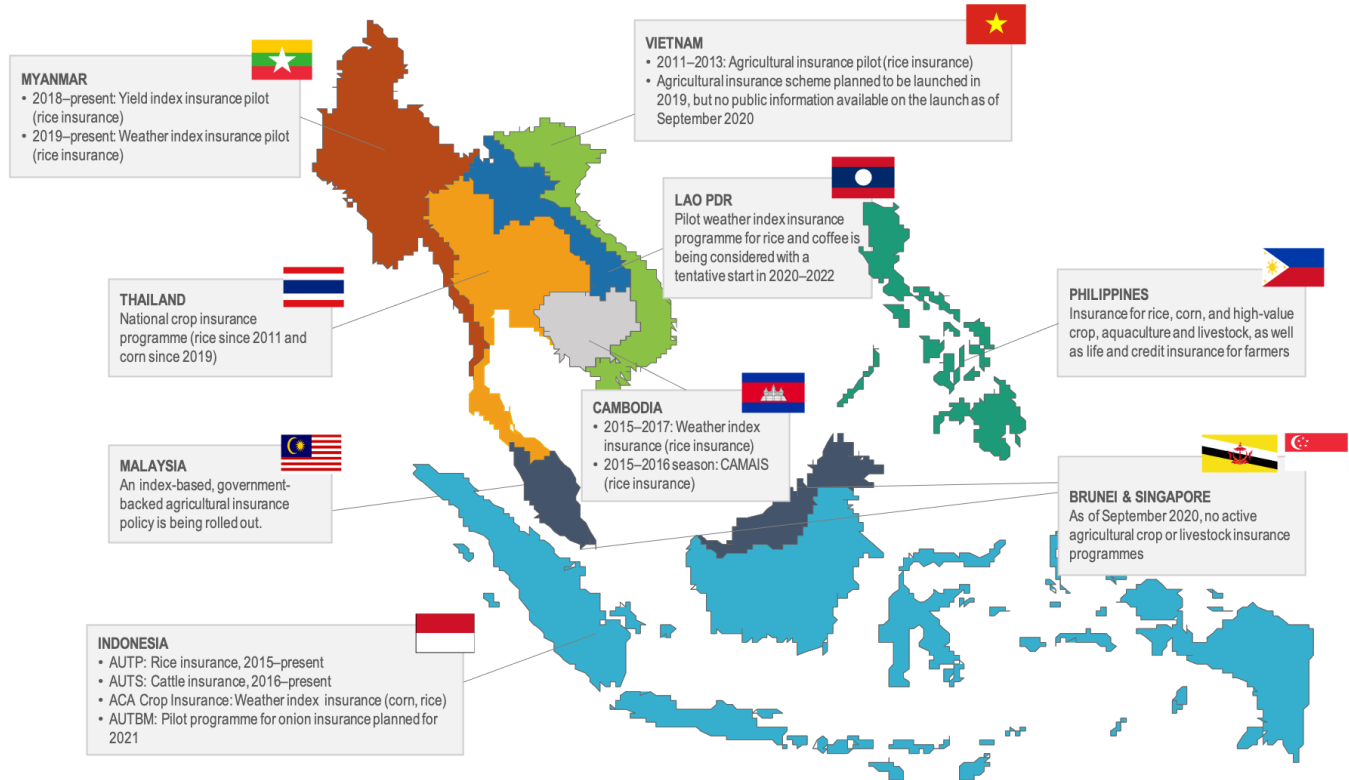 MYANMAR
• 2018–present: Yield index insurance pilot
(rice insurance)
• 2019–present: Weather index insurance pilot
(rice insurance)
VIETNAM
• 2011–2013: Agricultural insurance pilot (rice insurance)
• Agricultural insurance scheme planned to be launched in
2019, but no public information available on the launch as of
September 2020
LAO PDR
Pilot weather index insurance
programme for rice and coffee is
being considered with a
tentative start in 2020–2022
THAILAND
National crop insurance
programme (rice since 2011 and
corn since 2019)
PHILIPPINES
Insurance for rice, corn, and high-value
crop, aquaculture and livestock, as well
as life and credit insurance for farmers
CAMBODIA
• 2015–2017: Weather index
insurance (rice insurance)
• 2015–2016 season: CAMAIS
(rice insurance)
MALAYSIA
An index-based, government-
backed agricultural insurance
policy is being rolled out.
BRUNEI & SINGAPORE
As of September 2020, no active
agricultural crop or livestock insurance
programmes
INDONESIA
• AUTP: Rice insurance, 2015–present
• AUTS: Cattle insurance, 2016–present
• ACA Crop Insurance: Weather index insurance (corn, rice)
• AUTBM: Pilot programme for onion insurance planned for
2021